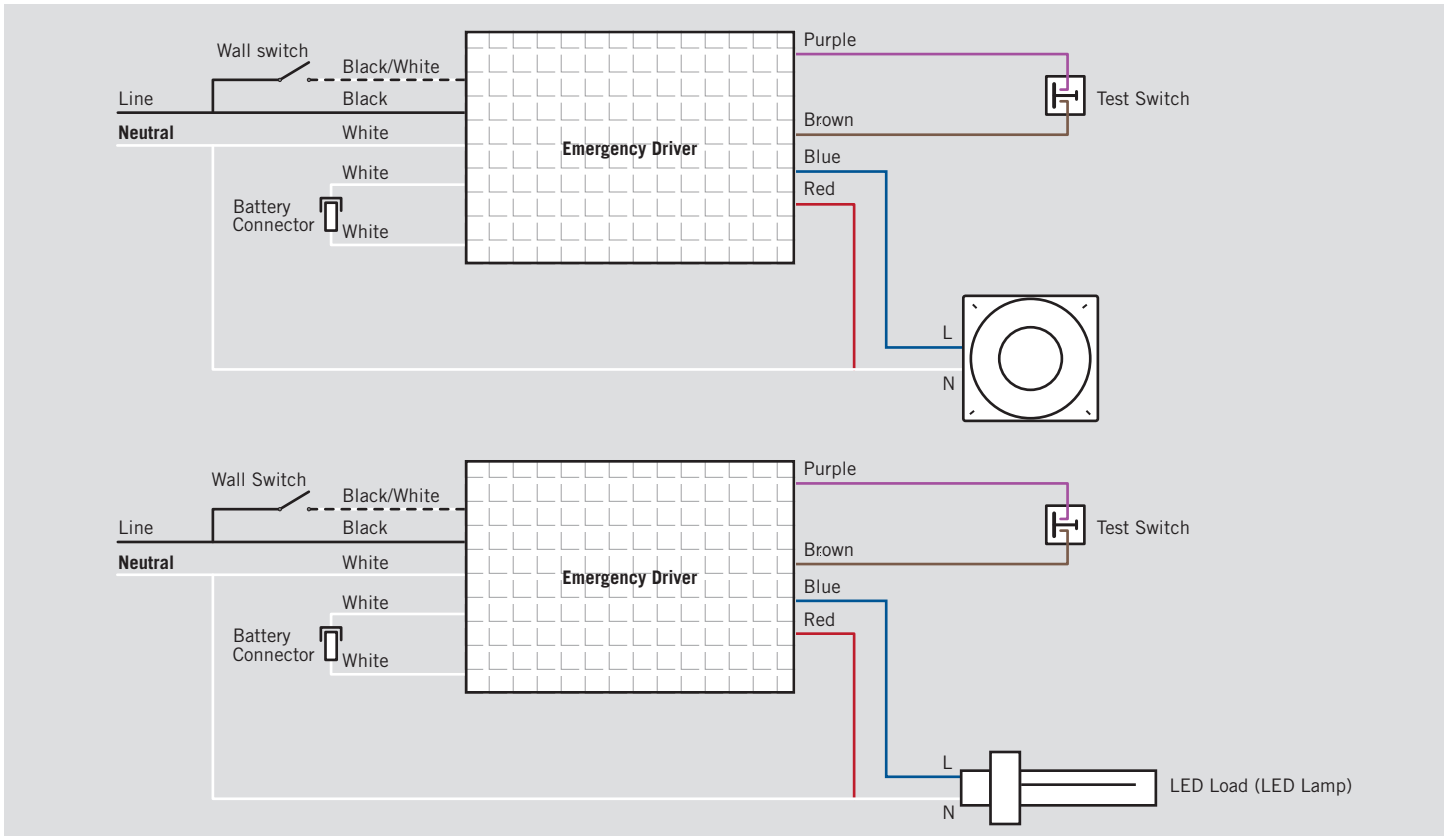 Wall switch
Black/White
Line
Black
Neutral
White
White
Battery
Connector
White
Emergency Driver
Purple
Test Switch
Brown
Blue
Red
L
N
Wall Switch
Black/White
Line
Black
Neutral
White
White
Battery
Connector
White
Emergency Driver
Purple
Test Switch
Brown
Blue
Red
L
N
LED Load (LED Lamp)